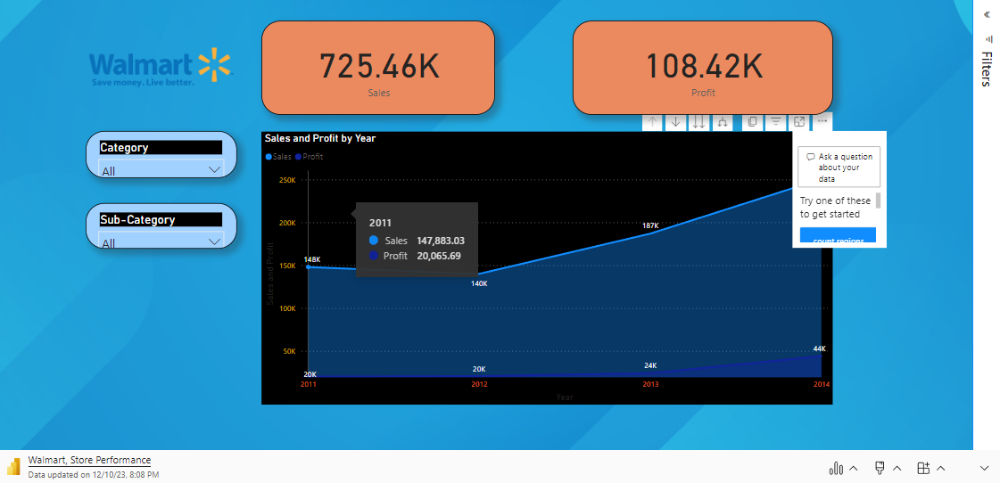 Walmart
Save money. Live better.
725.46K
Sales
108.42K
Profit
Filters
Category
All
Sub-Category
All
Sales and Profit by Year
Sales Profit
250K
200K
150K
100K
50K
Sales and Profit
148K
140K
187K
20K
20K
24K
44K
2011
2012
2013
2014
Year
2011
Sales 147,883.03
Profit 20,065.69
Ask a question
about your
data
Try one of these
to get started
count regions
Walmart, Store Performance
Data updated on 12/10/23, 8:08 PM